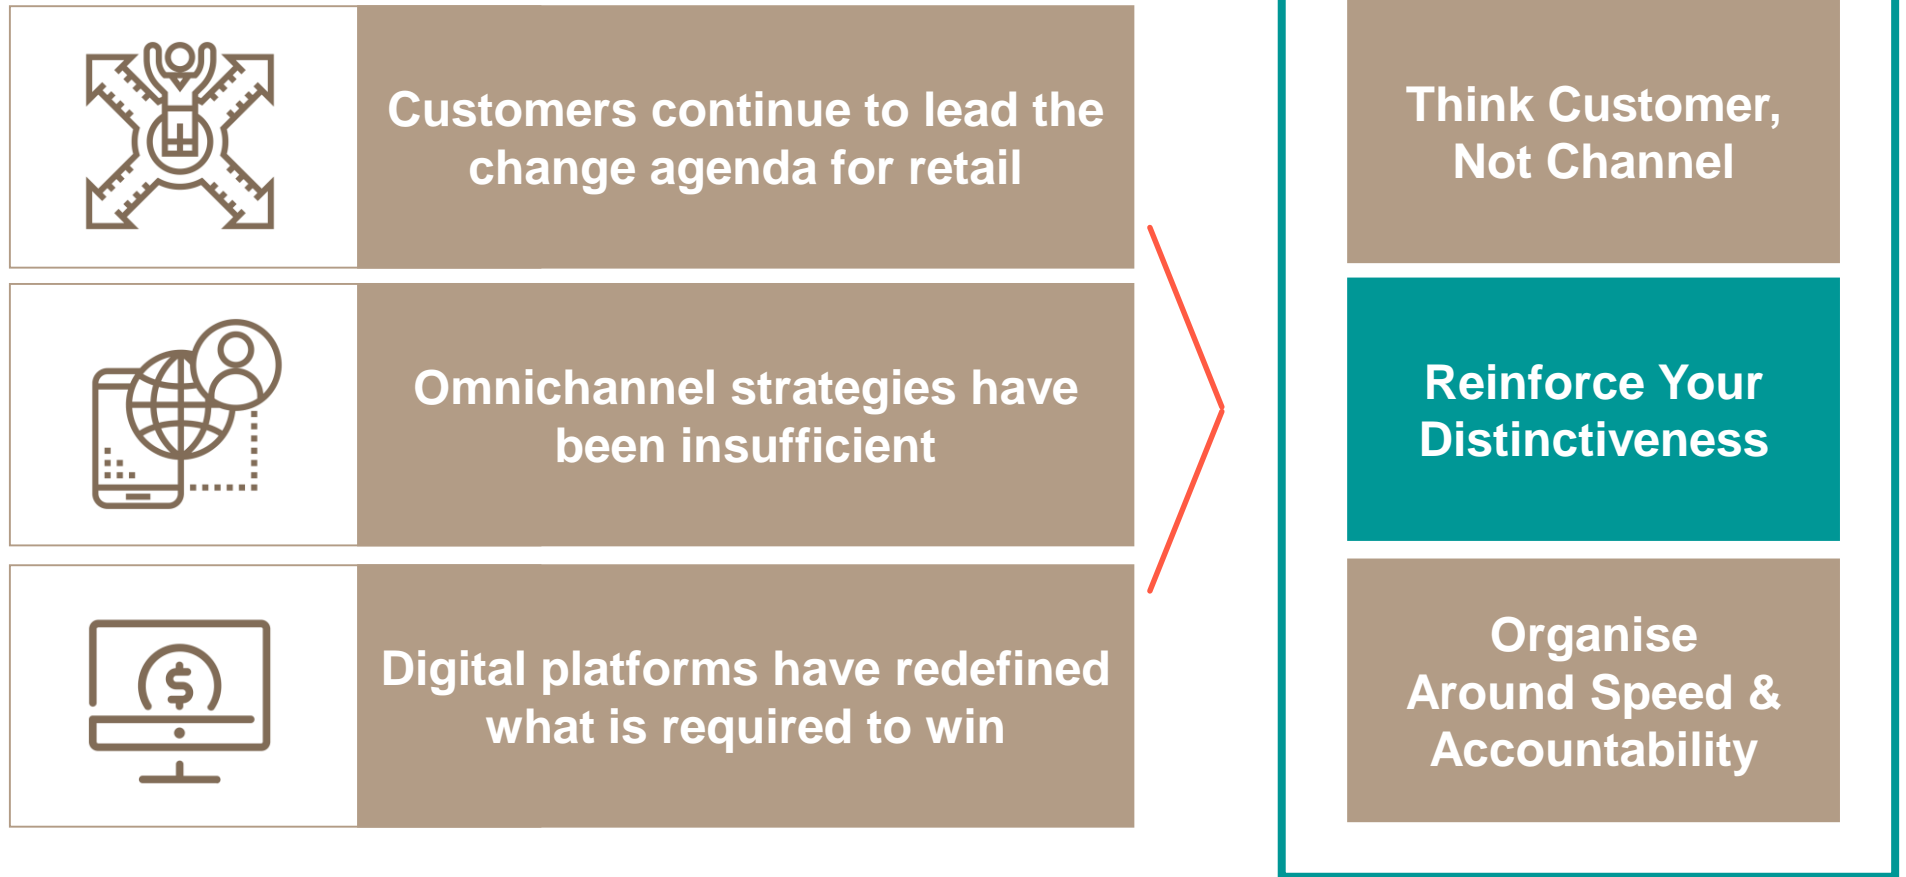 Customers continue to lead the
change agenda for retail
Omnichannel strategies have
been insufficient
Digital platforms have redefined
what is required to win
$
Think Customer,
Not Channel
Reinforce Your
Distinctiveness
Organise
Around Speed &
Accountability